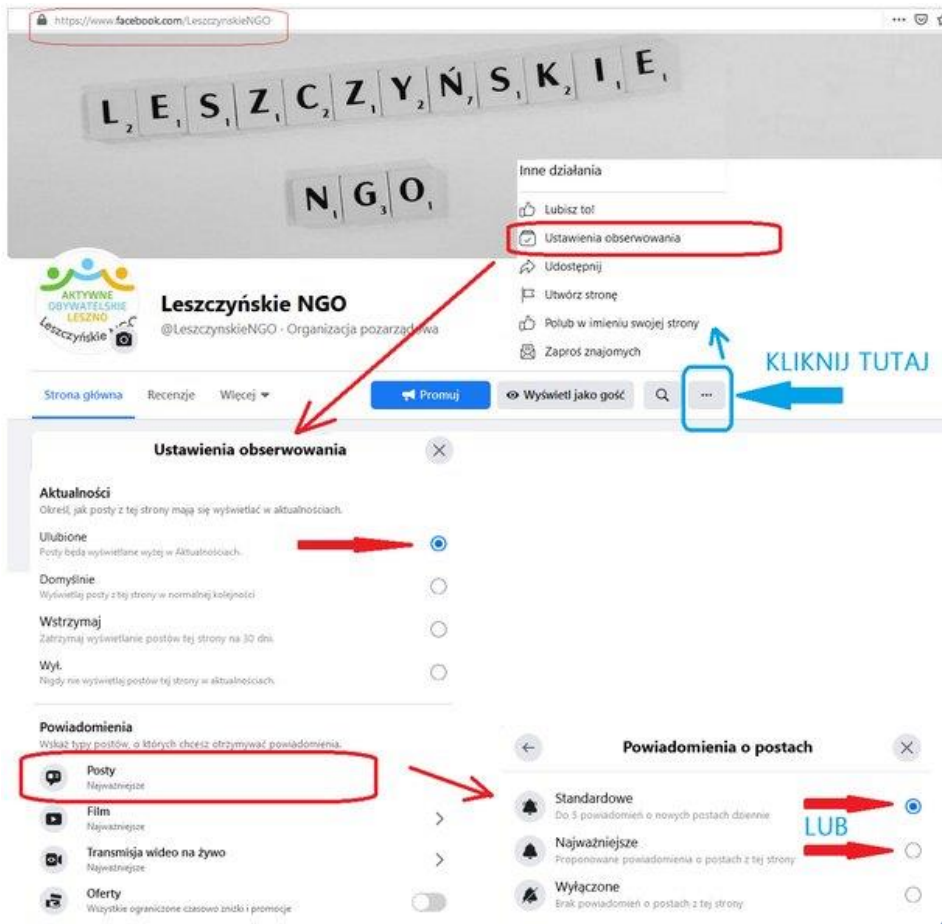 https://www.facebook.com/LeszczynskieNGO
LESZCZYŃSKIE
NGO
Inne działania
Lubisz to!
Ustawienia obserwowania
Udostępnij
Utwórz stronę
Polub w imieniu swojej strony
Zaproś znajomych
AKTYWNE
OBYWATELSKIE
LESZNO
Leszczyńskie
Leszczyńskie NGO
@LeszczynskieNGO · Organizacja pozarządowa
KLIKNIJ TUTAJ
Strona główna Recenzje Więcej Promuj Wyświetl jako gość
Ustawienia obserwowania
Aktualności
Określ, jak posty z tej strony mają się wyświetlać w aktualnościach.
Ulubione
Posty będą wyświetlane wyżej w Aktualnościach.
Domyślnie
Wyświetlaj posty z tej strony w normalnej kolejności
Wstrzymaj
Zatrzymaj wyświetlanie postów tej strony na 30 dni.
Wył.
Nigdy nie wyświetlaj postów tej strony w aktualnościach.
Powiadomienia
Wskaż typy postów, o których chcesz otrzymywać powiadomienia.
Posty
Najważniejsze
Film
Najważniejsze
Transmisja wideo na żywo
Najważniejsze
Oferty
Wszystkie ograniczone czasowo zniżki i promocje
Powiadomienia o postach
Standardowe
Do 5 powiadomień o nowych postach dziennie
LUB
Najważniejsze
Proponowane powiadomienia o postach z tej strony
Wyłączone
Brak powiadomień o postach z tej strony